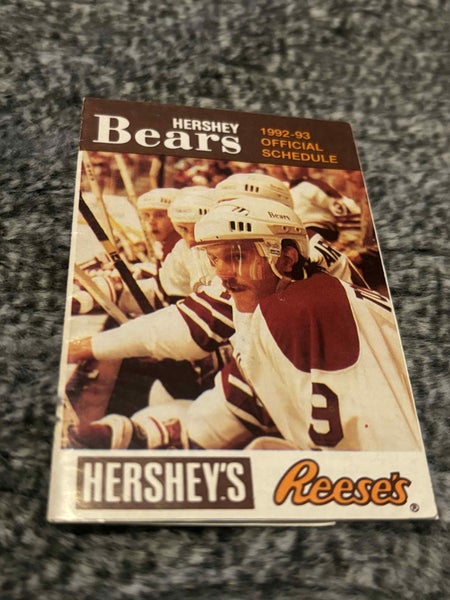 HERSHEY
Bears
1992-93
OFFICIAL
SCHEDULE
Bears
9
HERSHEY'S
Reese's
®